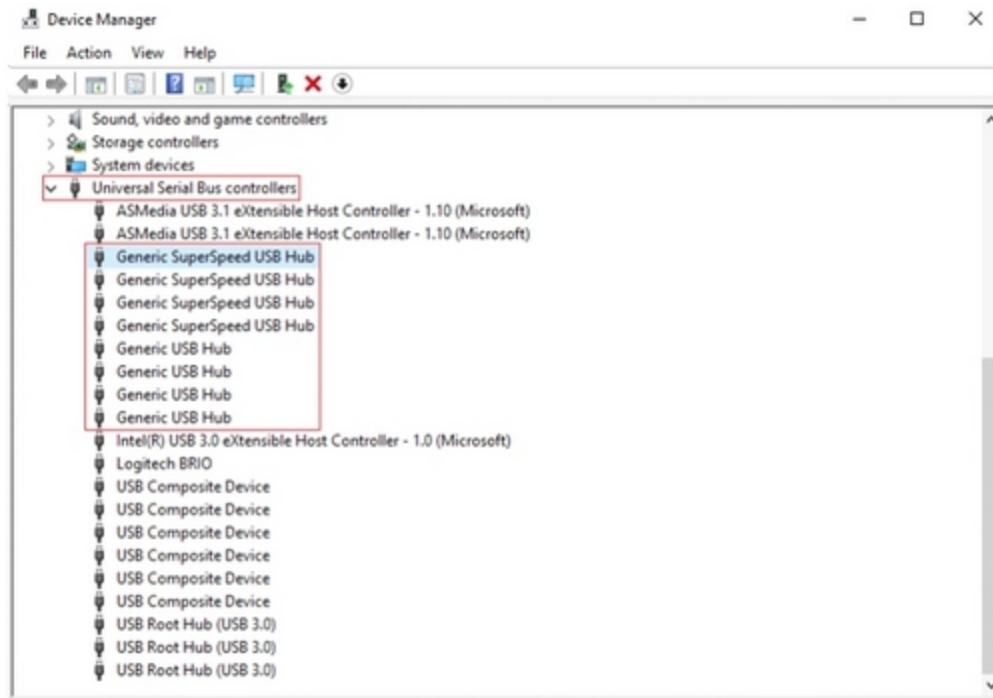 Device Manager
File Action View Help
Sound, video and game controllers
Storage controllers
System devices
Universal Serial Bus controllers
ASMedia USB 3.1 eXtensible Host Controller - 1.10 (Microsoft)
ASMedia USB 3.1 eXtensible Host Controller - 1.10 (Microsoft)
Generic SuperSpeed USB Hub
Generic SuperSpeed USB Hub
Generic SuperSpeed USB Hub
Generic SuperSpeed USB Hub
Generic USB Hub
Generic USB Hub
Generic USB Hub
Generic USB Hub
Intel(R) USB 3.0 eXtensible Host Controller - 1.0 (Microsoft)
Logitech BRIO
USB Composite Device
USB Composite Device
USB Composite Device
USB Composite Device
USB Composite Device
USB Composite Device
USB Root Hub (USB 3.0)
USB Root Hub (USB 3.0)
USB Root Hub (USB 3.0)